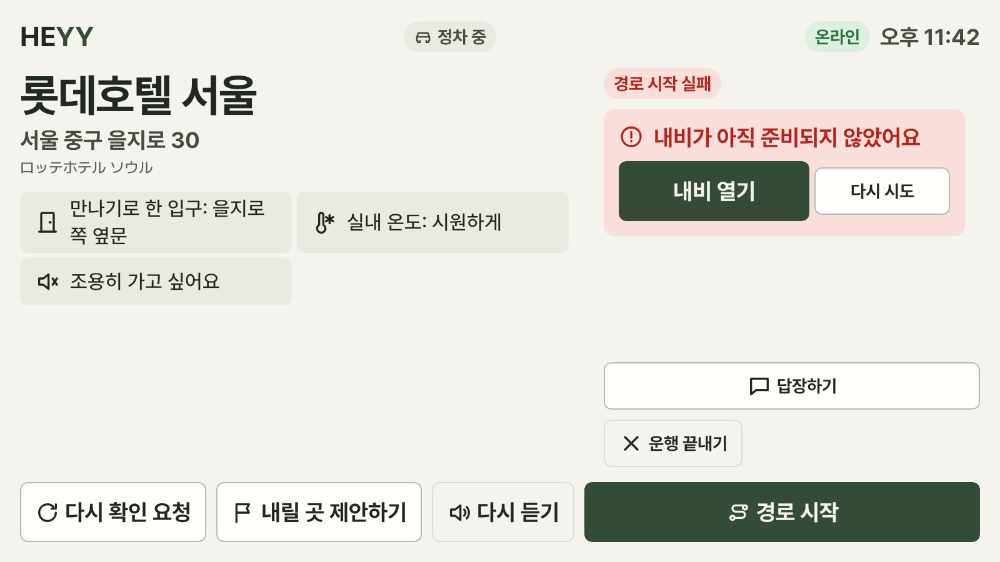 HEYY
정차 중
온라인
오후 11:42
롯데호텔 서울
서울 중구 을지로 30
ロッテホテル ソウル
만나기로 한 입구: 을지로
쪽 옆문
실내 온도: 시원하게
조용히 가고 싶어요
경로 시작 실패
내비가 아직 준비되지 않았어요
내비 열기
다시 시도
답장하기
운행 끝내기
다시 확인 요청
내릴 곳 제안하기
다시 듣기
경로 시작